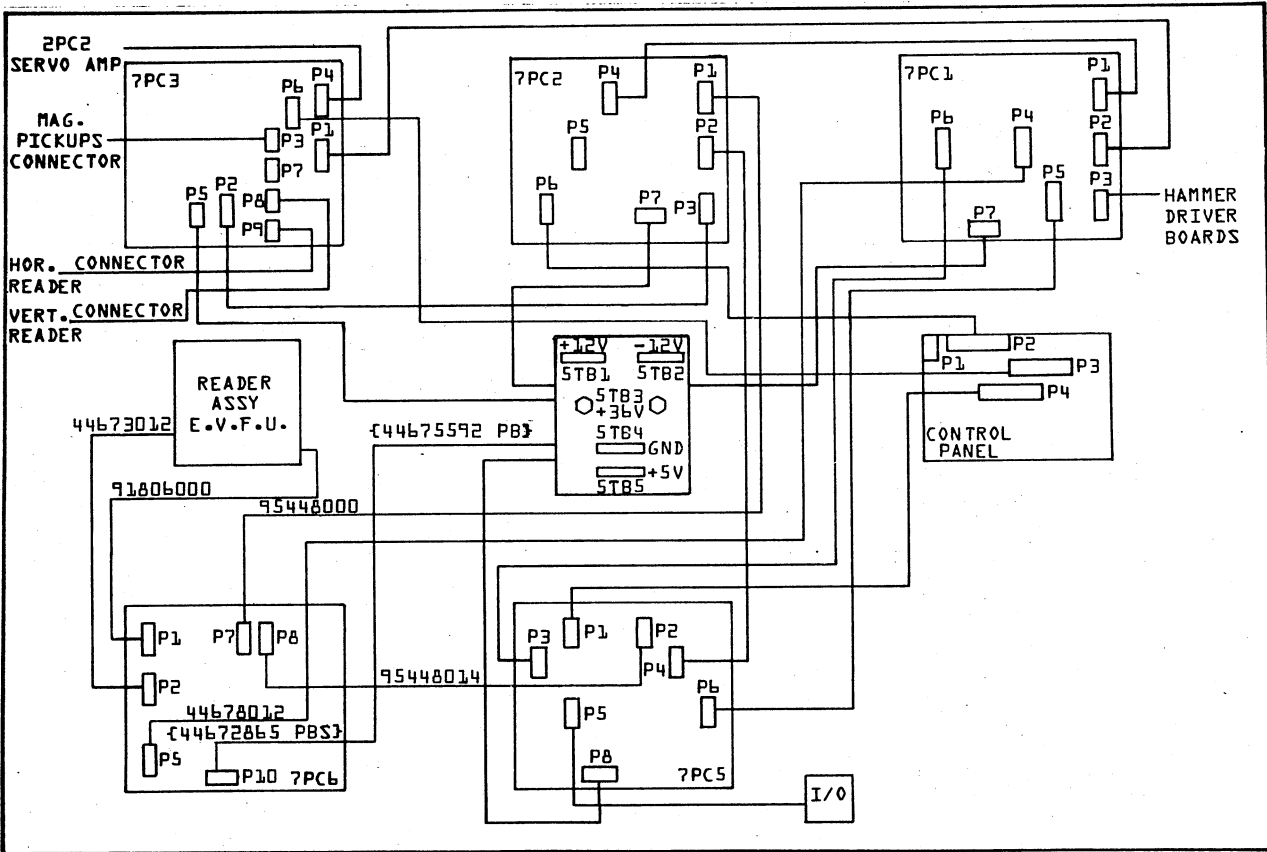 2PC2
SERVO AMP
7PC3
P6
P4
MAG.
PICKUPS
CONNECTOR
P3
P1
P7
P5
P2
P8
P9
HOR. CONNECTOR
READER
VERT. CONNECTOR
READER
7PC2
P4
P1
P5
P2
P6
P7
P3
7PC1
P1
P6
P4
P2
P5
P3
P7
HAMMER
DRIVER
BOARDS
READER
ASSY
E.V.F.U.
44673012
91806000
95448000
{44675592 PB}
+12V
-12V
5TB1
5TB2
5TB3
+36V
5TB4
GND
+5V
5TB5
P2
P1
P3
P4
CONTROL
PANEL
P1
P7
P8
P2
95448014
44678012
{44672865 PBS}
P5
P10
7PC6
P3
P1
P2
P4
P5
P6
P8
7PC5
I/O